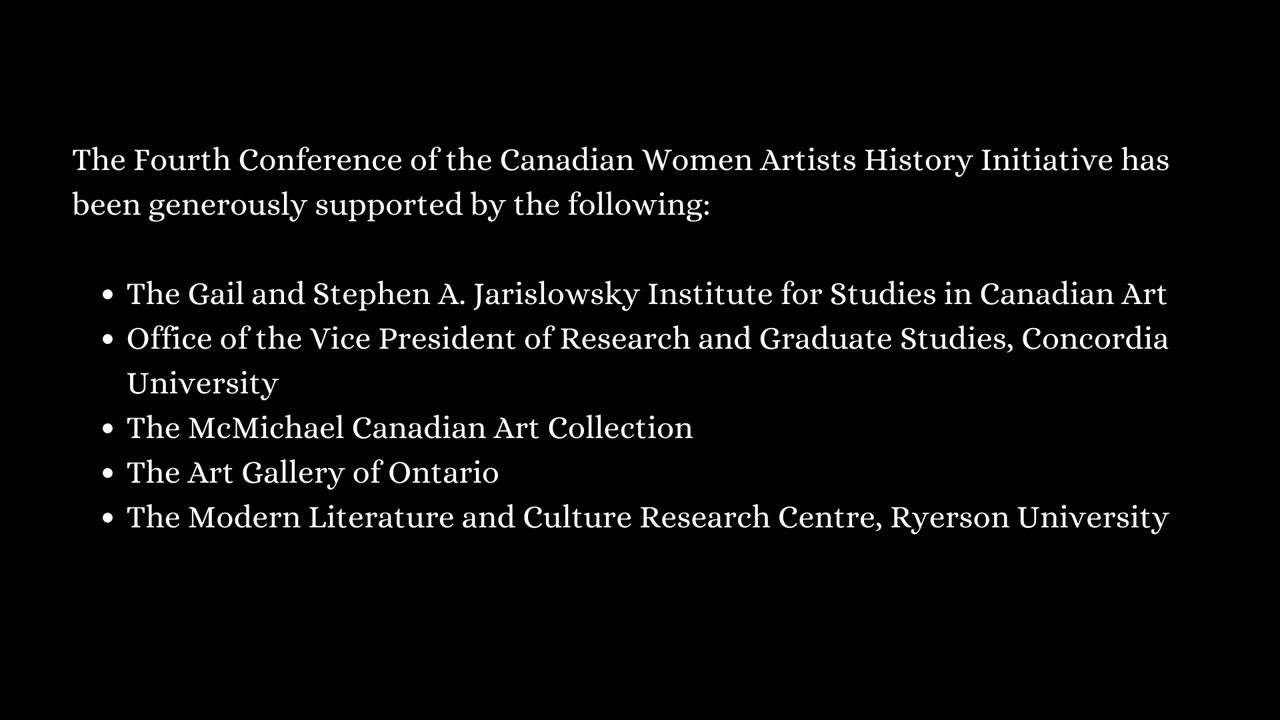 The Fourth Conference of the Canadian Women Artists History Initiative has
been generously supported by the following:
• The Gail and Stephen A. Jarislowsky Institute for Studies in Canadian Art
• Office of the Vice President of Research and Graduate Studies, Concordia
University
• The McMichael Canadian Art Collection
• The Art Gallery of Ontario
• The Modern Literature and Culture Research Centre, Ryerson University